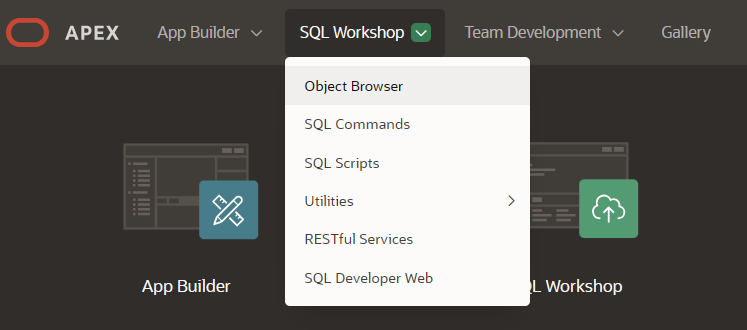 APEX App Builder SQL Workshop Team Development Gallery
Object Browser
SQL Commands
SQL Scripts
Utilities
RESTful Services
SQL Developer Web
App Builder
QL Workshop